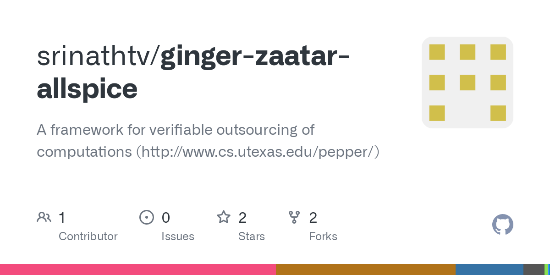 srinathtv/ginger-zaatar-
allspice
A framework for verifiable outsourcing of
computations (http://www.cs.utexas.edu/pepper/)
1 0 2 2
Contributor Issues Stars Forks